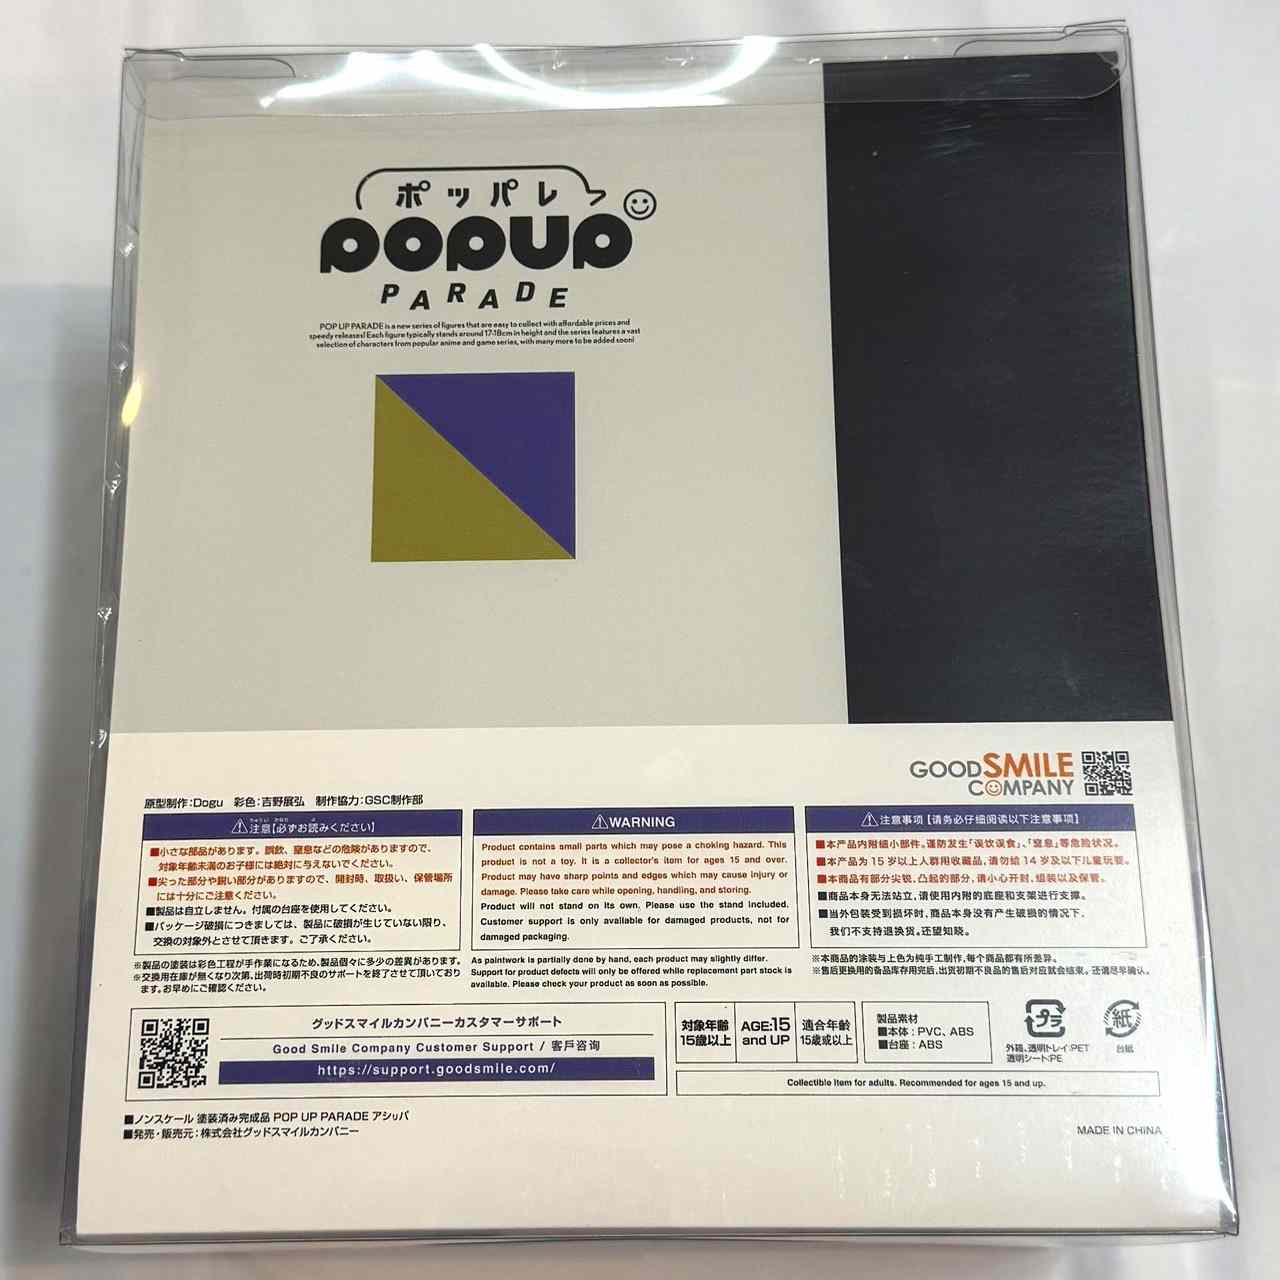 ポッパレ
POPUP
PARADE
POP UP PARADE is a new series of figures that are easy to collect with affordable prices and
speedy releases! Each figure typically stands around 17-18cm in height and the series features a vast
selection of characters from popular anime and game series, with many more to be added soon!
GOODSMILE
COMPANY
原型制作:Dogu 彩色:吉野展弘 制作協力:GSC制作部
⚠注意【必ずお読みください】
■小さな部品があります。誤飲、窒息などの危険がありますので、
対象年齢未満のお子様には絶対に与えないでください。
■尖った部分や鋭い部分がありますので、開封時、取扱い、保管場所
には十分にご注意ください。
■製品は自立しません。付属の台座を使用してください。
■パッケージ破損につきましては、製品に破損が生じていない限り、
交換の対象外とさせて頂きます。ご了承ください。
※製品の塗装は彩色工程が手作業になるため、製品個々に多少の差異があります。
※交換用在庫が無くなり次第、出荷時初期不良のサポートを終了させて頂いており
ます。お早めにご確認ください。
⚠WARNING
Product contains small parts which may pose a choking hazard. This
product is not a toy. It is a collector's item for ages 15 and over.
Product may have sharp points and edges which may cause injury or
damage. Please take care while opening, handling, and storing.
Product will not stand on its own. Please use the stand included.
Customer support is only available for damaged products, not for
damaged packaging.
As paintwork is partially done by hand, each product may slightly differ.
Support for product defects will only be offered while replacement part stock is
available. Please check your product as soon as possible.
⚠注意事项【请务必仔细阅读以下注意事项】
■本产品内附细小部件。谨防发生「误饮误食」、「窒息」等危险状况。
■本产品为 15 岁以上人群用收藏品，请勿给 14 岁及以下儿童玩耍。
■本商品有部分尖锐、凸起的部分，请小心开封、组装以及保管。
■商品本身无法站立，请使用内附的底座和支架进行支撑。
■当外包装受到损坏时，商品本身没有产生破损的情况下，
我们不支持退换货。还望知晓。
※本商品的涂装与上色为纯手工制作，每个商品都有所差异。
※售后更换用的备品库存用完后，出货初期不良品的售后对应就会结束。还请尽早确认。
グッドスマイルカンパニーカスタマーサポート
Good Smile Company Customer Support / 客戶咨询
https://support.goodsmile.com/
対象年齢
15歳以上
AGE:15
and UP
適合年齡
15歲或以上
製品素材
■本体：PVC、ABS
■台座：ABS
プラ
外箱、透明トレイ:PET
透明シート:PE
紙
台紙
Collectible item for adults. Recommended for ages 15 and up.
■ノンスケール 塗装済み完成品 POP UP PARADE アシリパ
■発売・販売元：株式会社グッドスマイルカンパニー
MADE IN CHINA